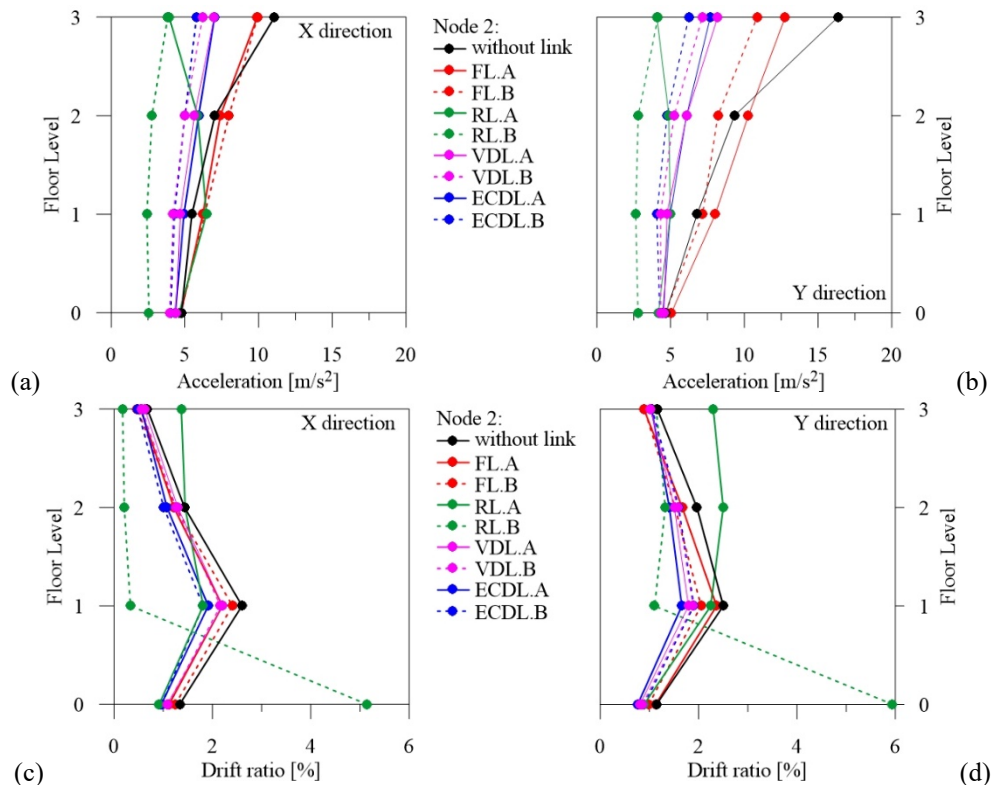 X direction
Floor Level
3
2
1
0
0 5 10 15 20
Acceleration [m/s²]
(a)
Node 2:
without link
FL.A
FL.B
RL.A
RL.B
VDL.A
VDL.B
ECDL.A
ECDL.B
Y direction
Floor Level
3
2
1
0
0 5 10 15 20
Acceleration [m/s²]
(b)
X direction
Floor Level
3
2
1
0
0 2 4 6
Drift ratio [%]
(c)
Node 2:
without link
FL.A
FL.B
RL.A
RL.B
VDL.A
VDL.B
ECDL.A
ECDL.B
Y direction
Floor Level
3
2
1
0
0 2 4 6
Drift ratio [%]
(d)